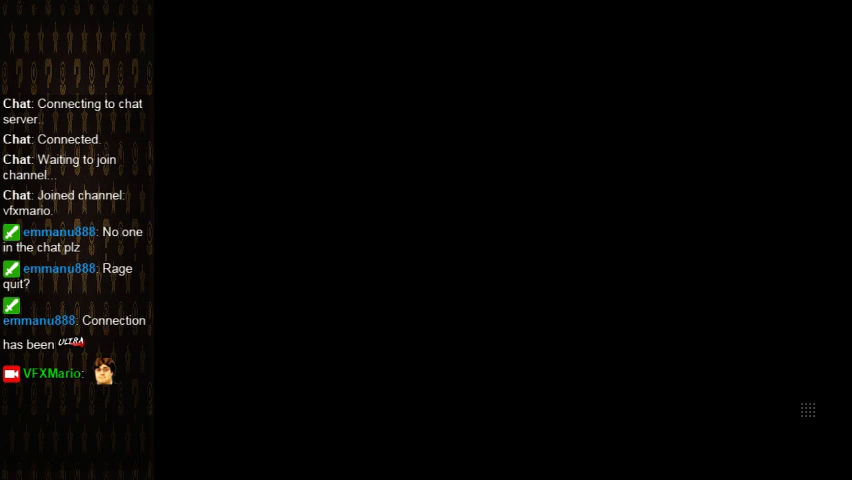 Chat: Connecting to chat
server..
Chat: Connected.
Chat: Waiting to join
channel...
Chat: Joined channel:
vfxmario.
emmanu888: No one
in the chat plz
emmanu888: Rage
quit?
emmanu888: Connection
has been ULTRA
VFXMario: